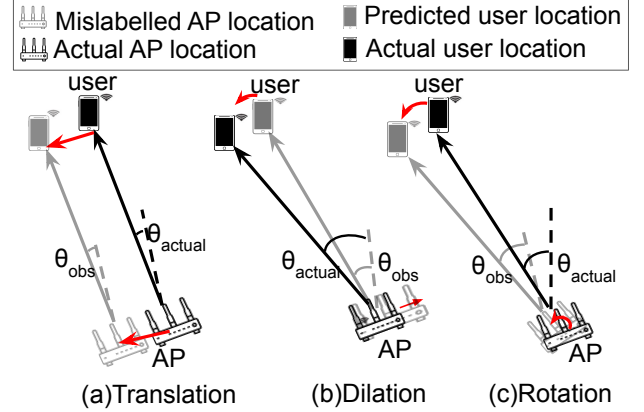 Mislabelled AP location
Predicted user location
Actual AP location
Actual user location
user
user
user
θobs
θactual
θactual
θobs
θobs
θactual
AP
AP
AP
(a)Translation
(b)Dilation
(c)Rotation